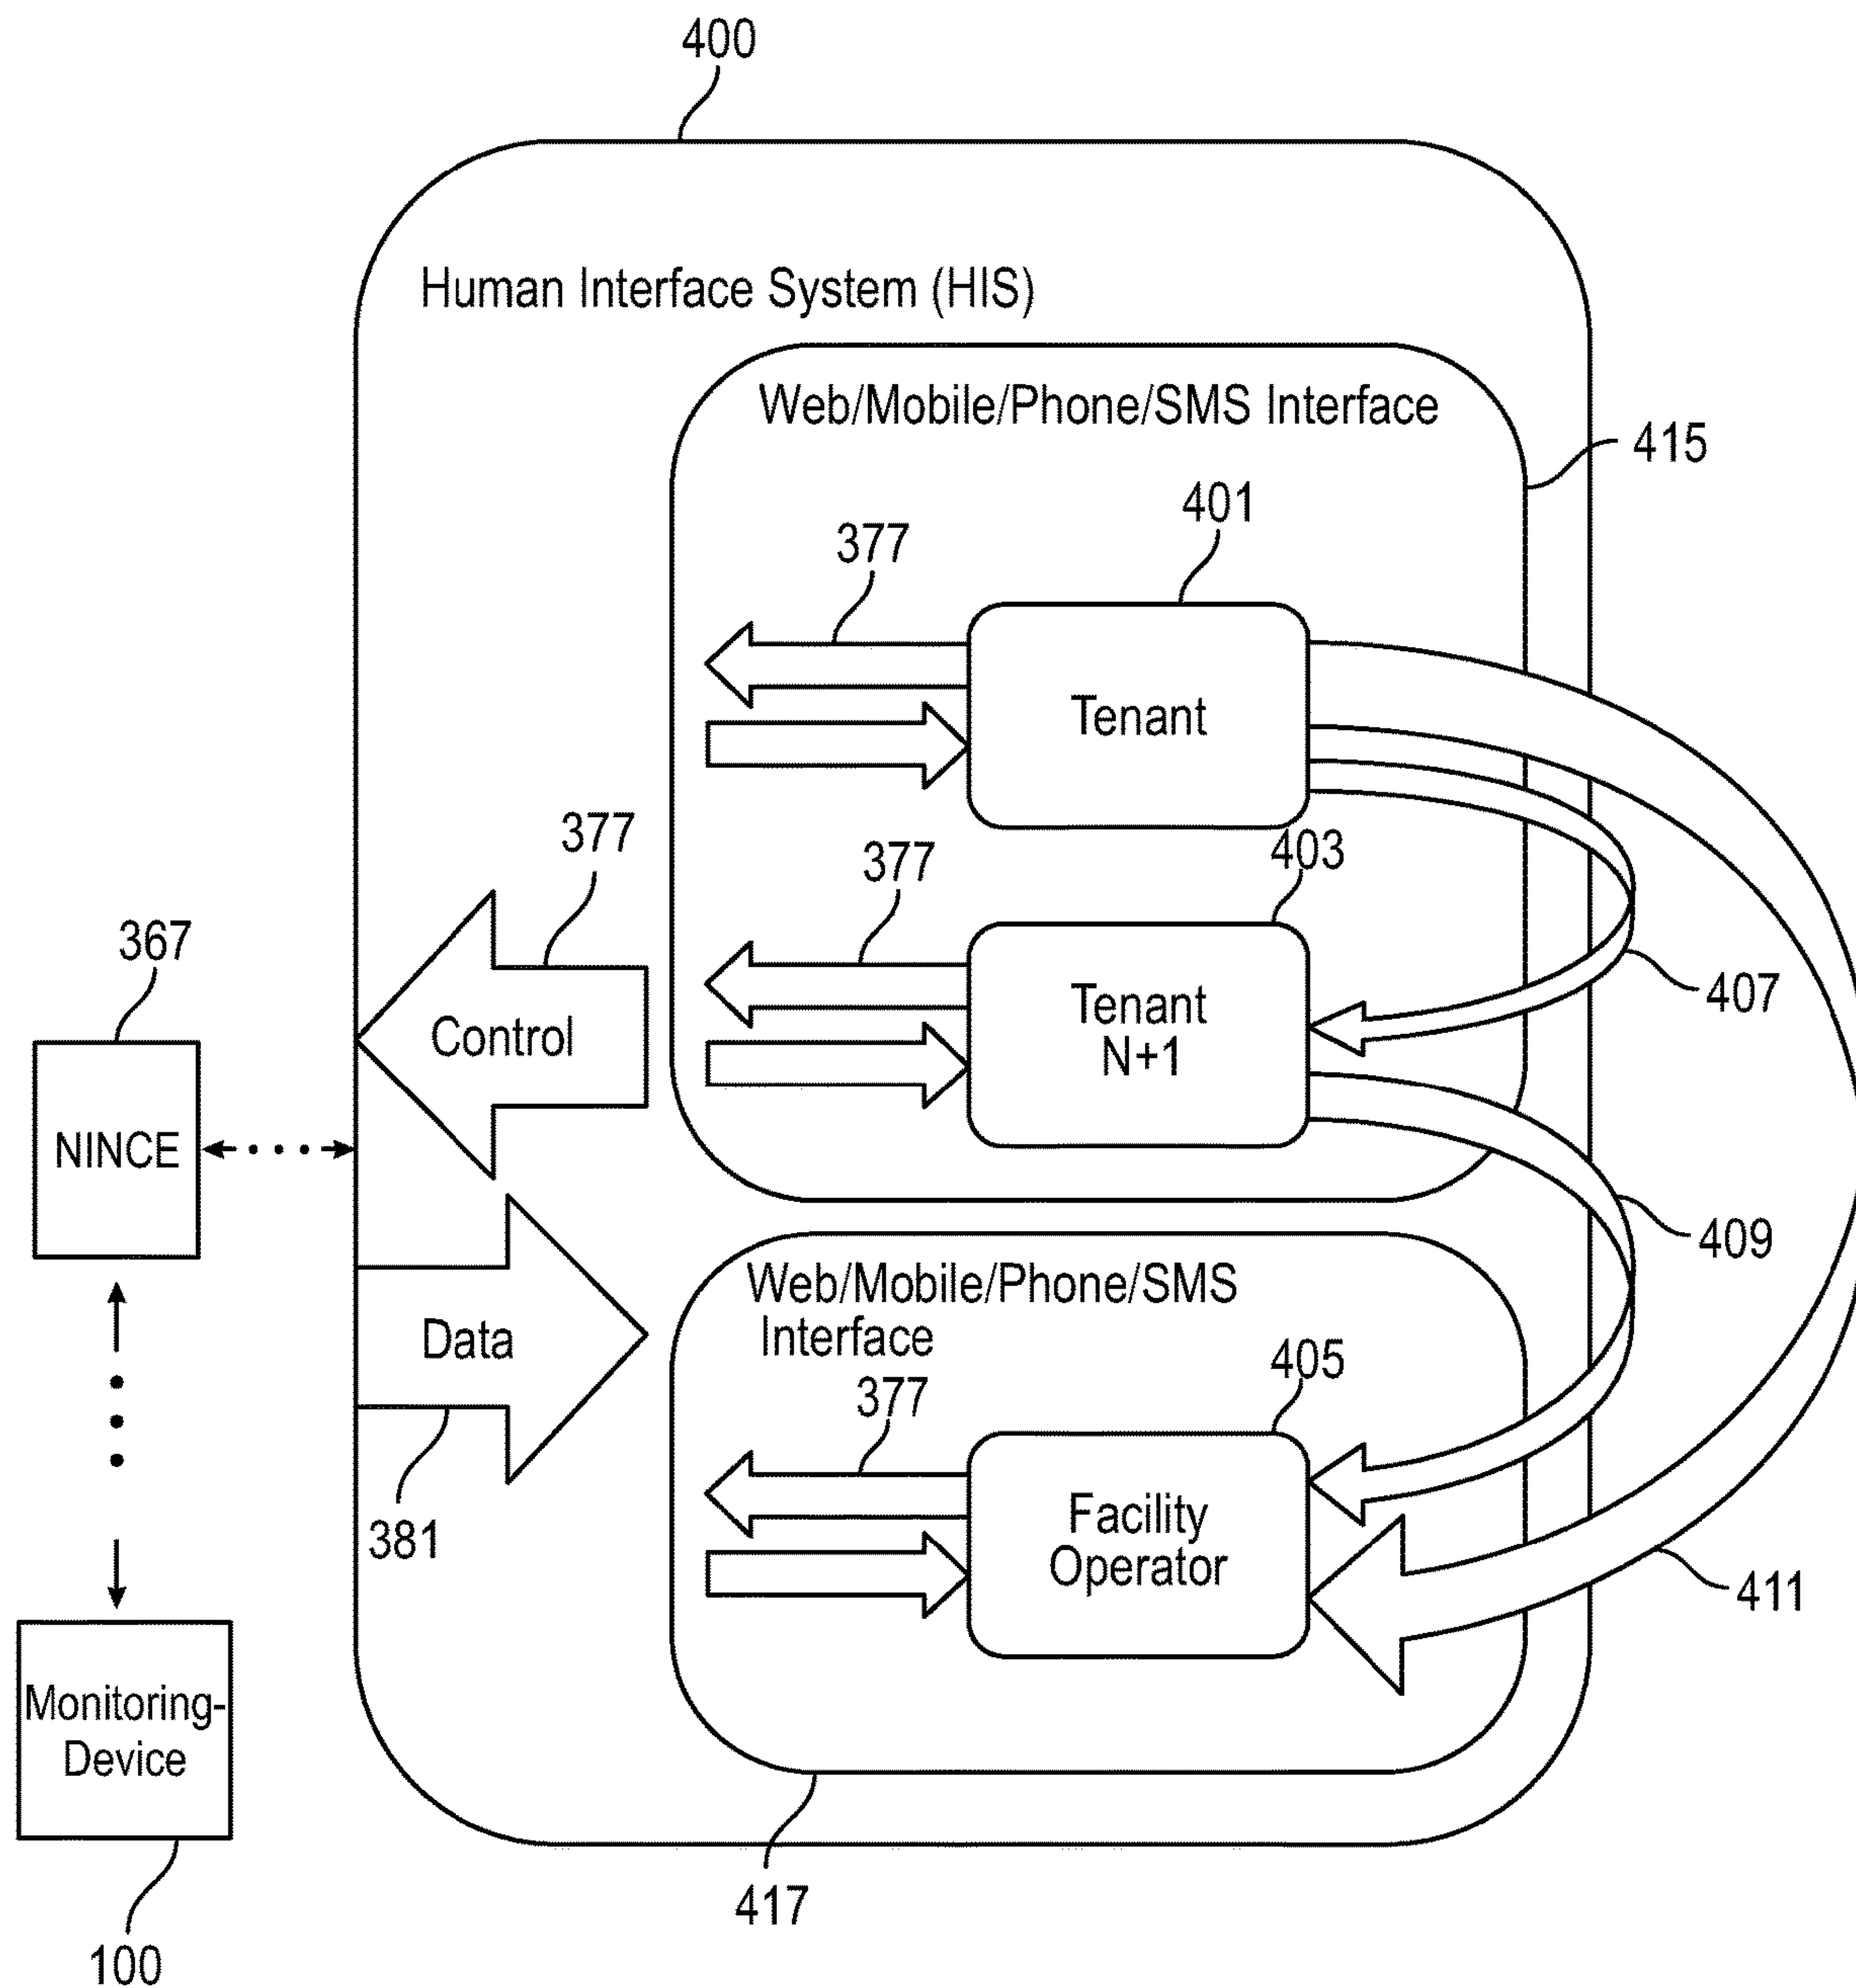 400
Human Interface System (HIS)
Web/Mobile/Phone/SMS Interface
415
401
377
Tenant
377
377
403
367
Control
Tenant
N+1
407
NINCE
409
Web/Mobile/Phone/SMS
Interface
Data
377
405
381
Facility
Operator
411
Monitoring-
Device
417
100